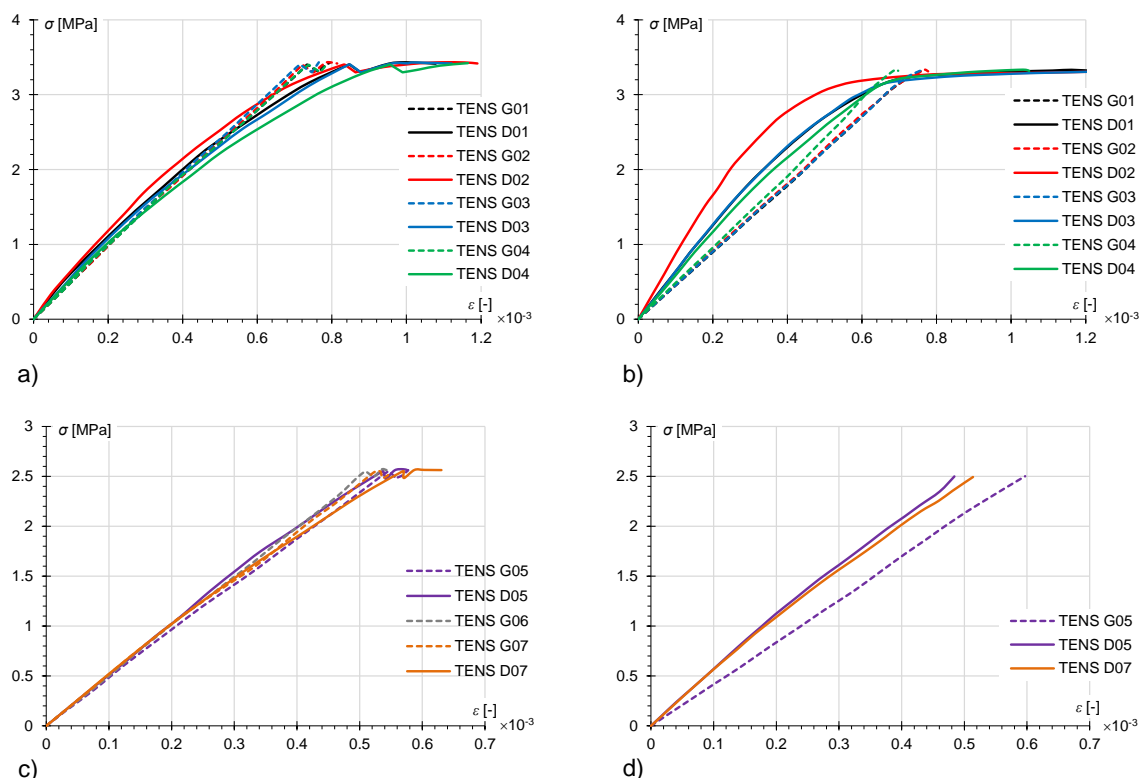 σ [MPa]
4
3
2
1
0
0
0.2
0.4
0.6
0.8
1
1.2
ε [-]
×10⁻³
TENS G01
TENS D01
TENS G02
TENS D02
TENS G03
TENS D03
TENS G04
TENS D04
a)
σ [MPa]
4
3
2
1
0
0
0.2
0.4
0.6
0.8
1
1.2
ε [-]
×10⁻³
TENS G01
TENS D01
TENS G02
TENS D02
TENS G03
TENS D03
TENS G04
TENS D04
b)
σ [MPa]
3
2.5
2
1.5
1
0.5
0
0
0.1
0.2
0.3
0.4
0.5
0.6
0.7
ε [-]
×10⁻³
TENS G05
TENS D05
TENS G06
TENS G07
TENS D07
c)
σ [MPa]
3
2.5
2
1.5
1
0.5
0
0
0.1
0.2
0.3
0.4
0.5
0.6
0.7
ε [-]
×10⁻³
TENS G05
TENS D05
TENS D07
d)